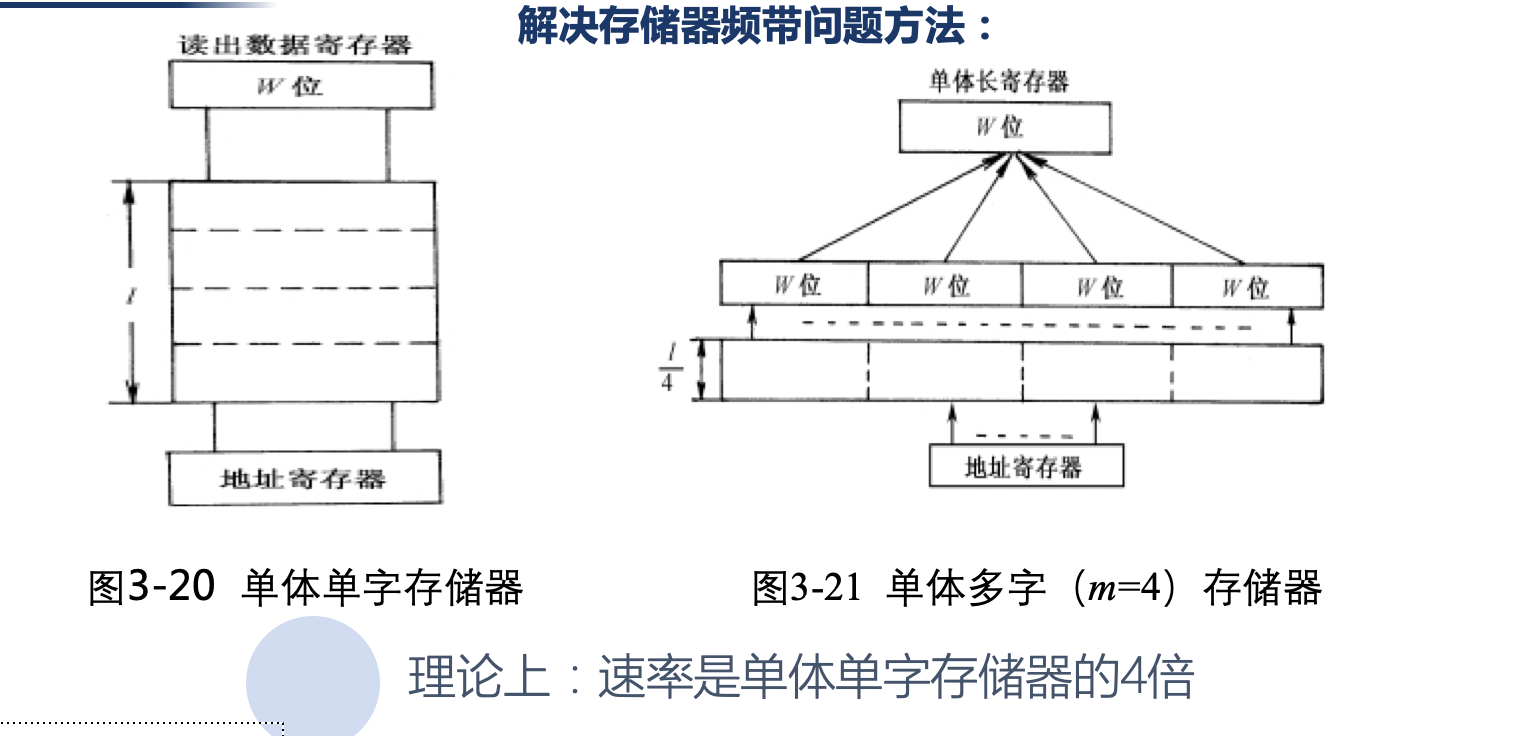 解决存储器频带问题方法：
读出数据寄存器
W 位
l
地址寄存器
图3-20 单体单字存储器
单体长寄存器
W 位
W 位 W 位 W 位 W 位
l
4
地址寄存器
图3-21 单体多字（m=4）存储器
理论上：速率是单体单字存储器的4倍